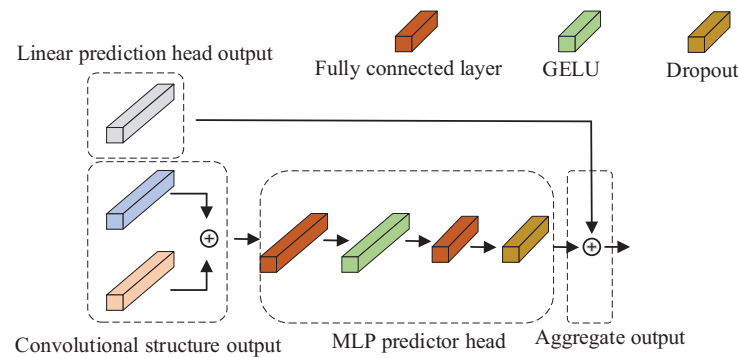 Linear prediction head output
Fully connected layer
GELU
Dropout
Convolutional structure output
MLP predictor head
Aggregate output